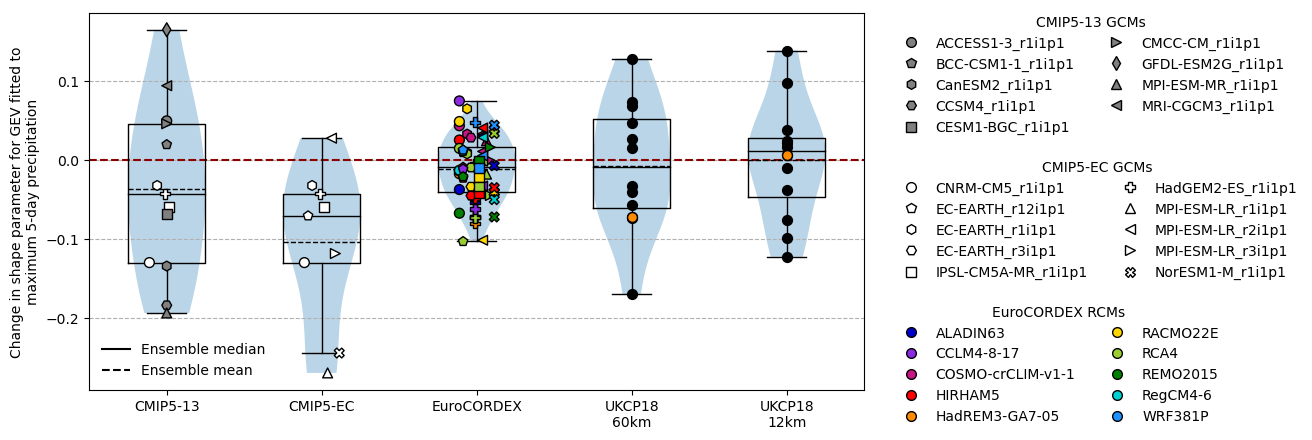 Change in shape parameter for GEV fitted to
maximum 5-day precipitation
0.1
0.0
−0.1
−0.2
Ensemble median
Ensemble mean
CMIP5-13
CMIP5-EC
EuroCORDEX
UKCP18
60km
UKCP18
12km
CMIP5-13 GCMs
ACCESS1-3_r1i1p1
BCC-CSM1-1_r1i1p1
CanESM2_r1i1p1
CCSM4_r1i1p1
CESM1-BGC_r1i1p1
CMCC-CM_r1i1p1
GFDL-ESM2G_r1i1p1
MPI-ESM-MR_r1i1p1
MRI-CGCM3_r1i1p1
CMIP5-EC GCMs
CNRM-CM5_r1i1p1
EC-EARTH_r12i1p1
EC-EARTH_r1i1p1
EC-EARTH_r3i1p1
IPSL-CM5A-MR_r1i1p1
HadGEM2-ES_r1i1p1
MPI-ESM-LR_r1i1p1
MPI-ESM-LR_r2i1p1
MPI-ESM-LR_r3i1p1
NorESM1-M_r1i1p1
EuroCORDEX RCMs
ALADIN63
CCLM4-8-17
COSMO-crCLIM-v1-1
HIRHAM5
HadREM3-GA7-05
RACMO22E
RCA4
REMO2015
RegCM4-6
WRF381P